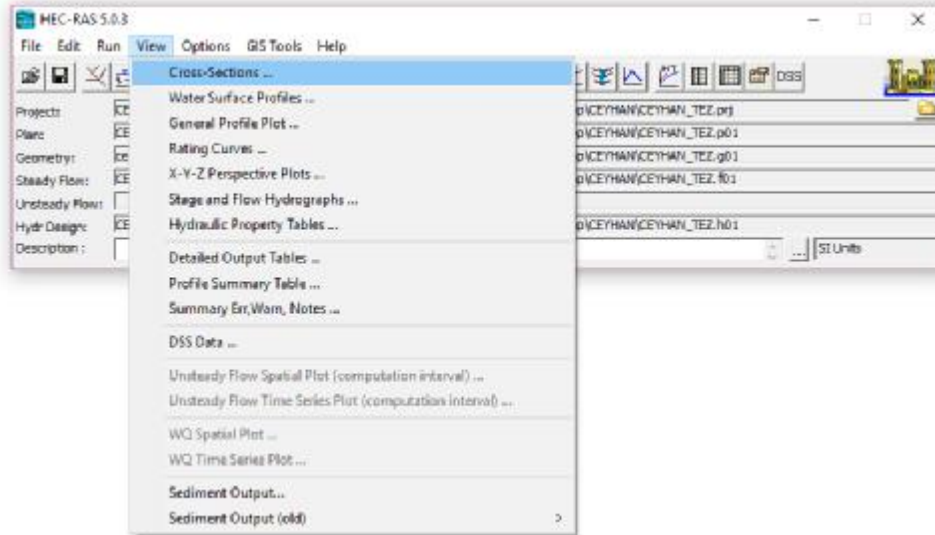 HEC-RAS 5.0.3
File Edit Run View Options GIS Tools Help
DSS
Project:
\CEYHAN\CEYHAN_TEZ.prj
Plan:
\CEYHAN\CEYHAN_TEZ.p01
Geometry:
\CEYHAN\CEYHAN_TEZ.g01
Steady Flow:
\CEYHAN\CEYHAN_TEZ.f01
Unsteady Flow:
Hydr Design:
\CEYHAN\CEYHAN_TEZ.h01
Description :
... SI Units
Cross-Sections ...
Water Surface Profiles ...
General Profile Plot ...
Rating Curves ...
X-Y-Z Perspective Plots ...
Stage and Flow Hydrographs ...
Hydraulic Property Tables ...
Detailed Output Tables ...
Profile Summary Table ...
Summary Err,Warn, Notes ...
DSS Data ...
Unsteady Flow Spatial Plot (computation interval) ...
Unsteady Flow Time Series Plot (computation interval) ...
WQ Spatial Plot ...
WQ Time Series Plot ...
Sediment Output...
Sediment Output (old)